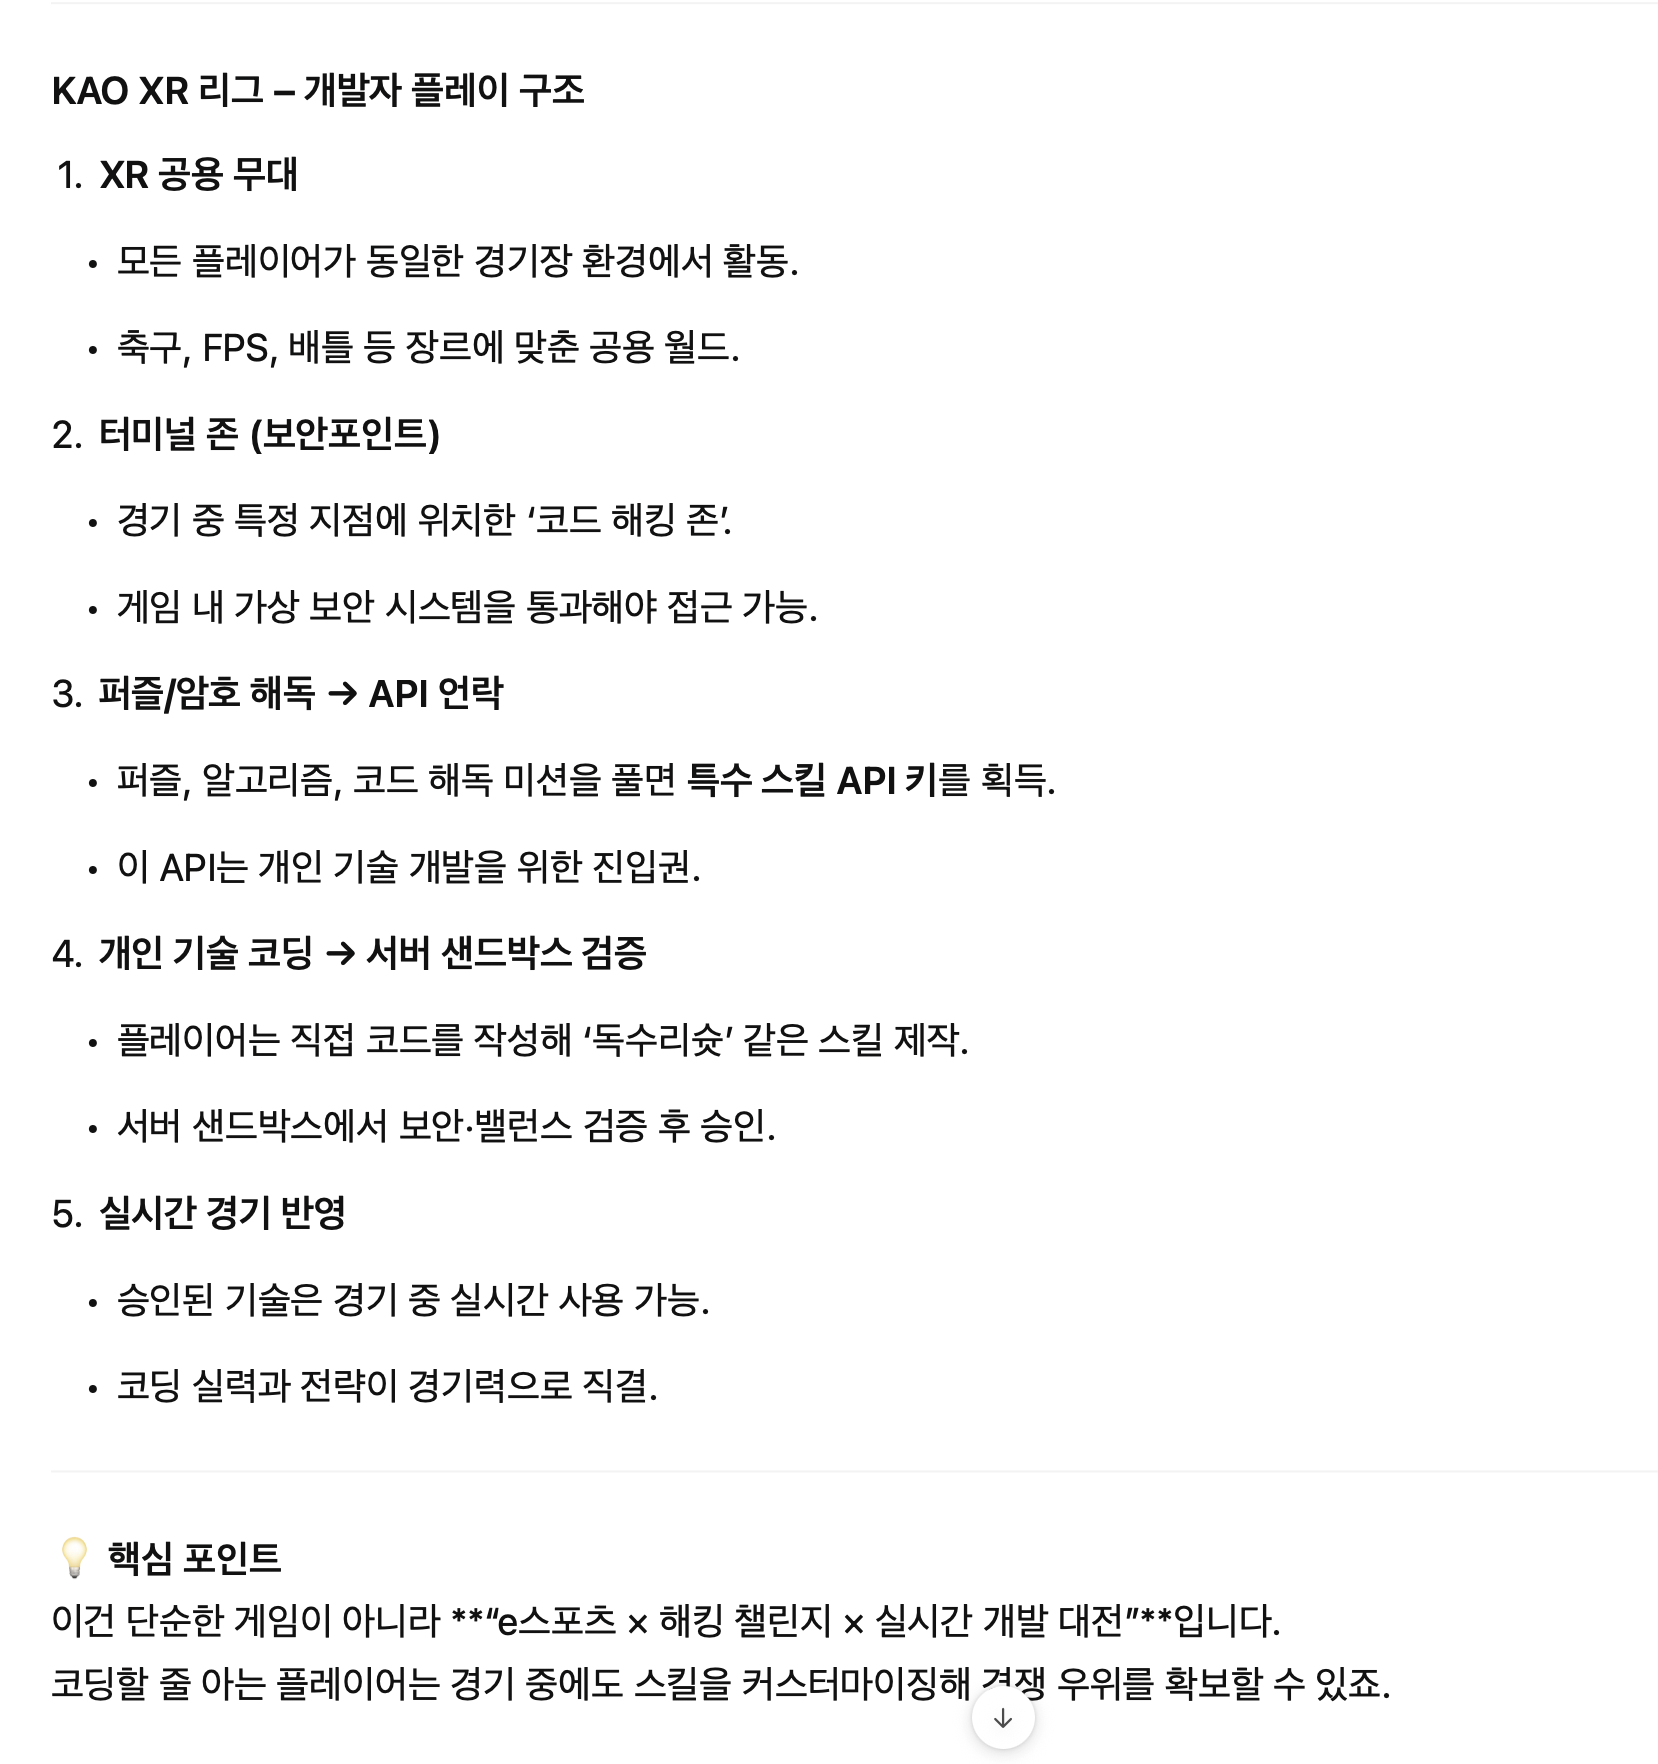 KAO XR 리그 – 개발자 플레이 구조
1. XR 공용 무대
• 모든 플레이어가 동일한 경기장 환경에서 활동.
• 축구, FPS, 배틀 등 장르에 맞춘 공용 월드.
2. 터미널 존 (보안포인트)
• 경기 중 특정 지점에 위치한 ‘코드 해킹 존’.
• 게임 내 가상 보안 시스템을 통과해야 접근 가능.
3. 퍼즐/암호 해독 → API 언락
• 퍼즐, 알고리즘, 코드 해독 미션을 풀면 특수 스킬 API 키를 획득.
• 이 API는 개인 기술 개발을 위한 진입권.
4. 개인 기술 코딩 → 서버 샌드박스 검증
• 플레이어는 직접 코드를 작성해 ‘독수리슛’ 같은 스킬 제작.
• 서버 샌드박스에서 보안·밸런스 검증 후 승인.
5. 실시간 경기 반영
• 승인된 기술은 경기 중 실시간 사용 가능.
• 코딩 실력과 전략이 경기력으로 직결.
💡 핵심 포인트
이건 단순한 게임이 아니라 **“e스포츠 × 해킹 챌린지 × 실시간 개발 대전”**입니다.
코딩할 줄 아는 플레이어는 경기 중에도 스킬을 커스터마이징해 경쟁 우위를 확보할 수 있죠.